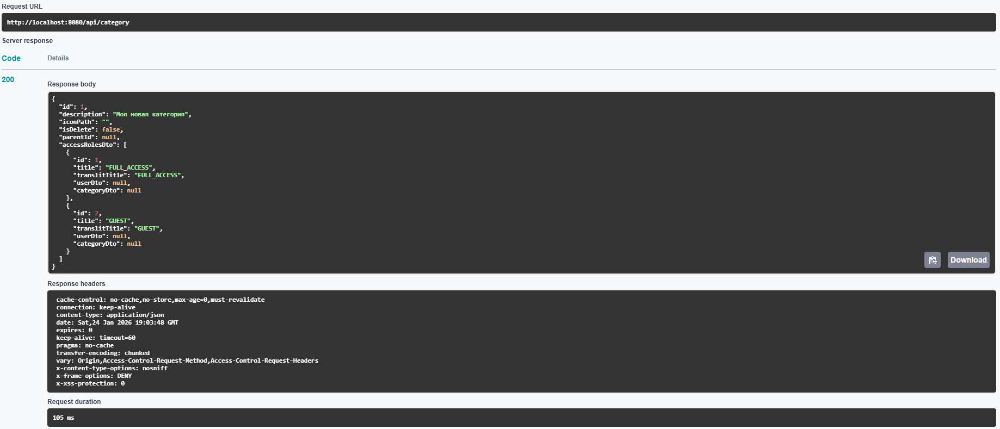 Request URL
http://localhost:8080/api/category
Server response
Code Details
200
Response body
{
  "id": 1,
  "description": "Моя новая категория",
  "iconPath": "",
  "isDelete": false,
  "parentId": null,
  "accessRolesDto": [
    {
      "id": 1,
      "title": "FULL_ACCESS",
      "translitTitle": "FULL_ACCESS",
      "userDto": null,
      "categoryDto": null
    },
    {
      "id": 2,
      "title": "GUEST",
      "translitTitle": "GUEST",
      "userDto": null,
      "categoryDto": null
    }
  ]
}
Download
Response headers
cache-control: no-cache,no-store,max-age=0,must-revalidate
connection: keep-alive
content-type: application/json
date: Sat,24 Jan 2026 19:03:48 GMT
expires: 0
keep-alive: timeout=60
pragma: no-cache
transfer-encoding: chunked
vary: Origin,Access-Control-Request-Method,Access-Control-Request-Headers
x-content-type-options: nosniff
x-frame-options: DENY
x-xss-protection: 0
Request duration
105 ms